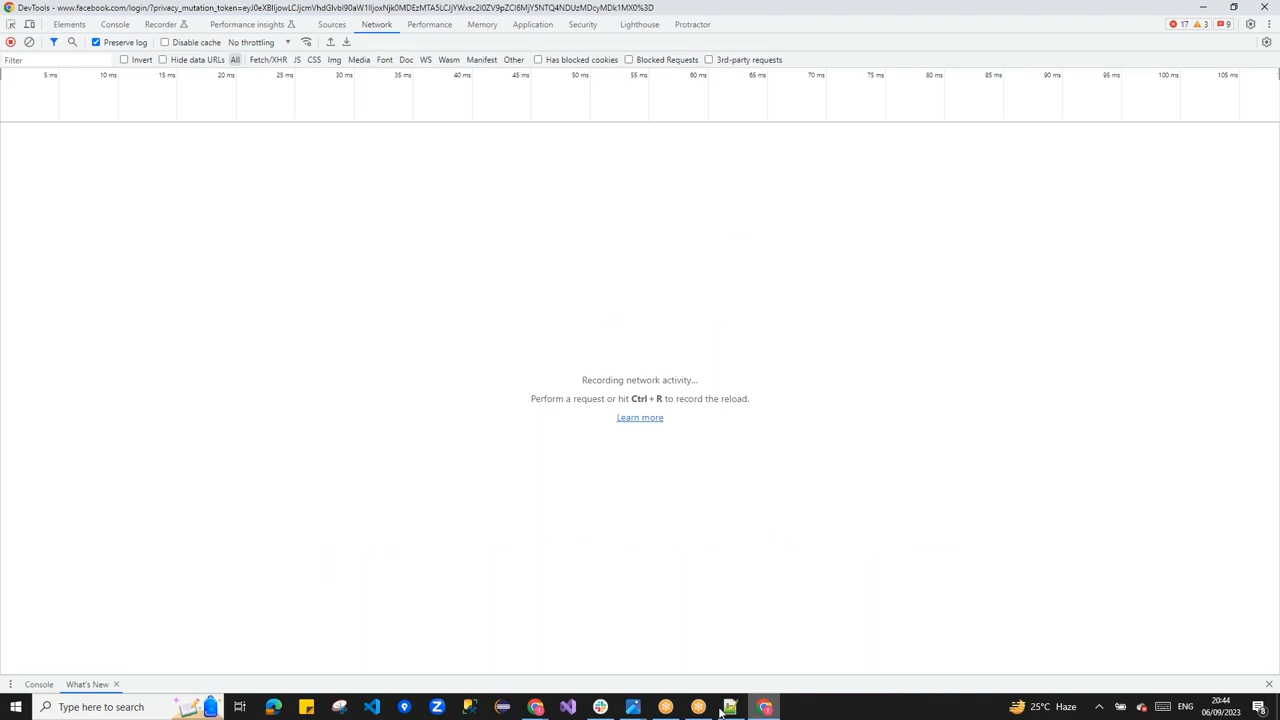 DevTools - www.facebook.com/login/?privacy_mutation_token=eyJ0eXBlIjowLCJjcmVhdGlvbl90aW1lIjoxNjk0MDEzMTA5LCJjYWxsc2l0ZV9pZCI6MjY5NTQ4NDUzMDcyMDk1MX0%3D
Elements Console Recorder Performance insights Sources Network Performance Memory Application Security Lighthouse Protractor 17 3 9
Preserve log Disable cache No throttling
Filter Invert Hide data URLs All Fetch/XHR JS CSS Img Media Font Doc WS Wasm Manifest Other Has blocked cookies Blocked Requests 3rd-party requests
5 ms 10 ms 15 ms 20 ms 25 ms 30 ms 35 ms 40 ms 45 ms 50 ms 55 ms 60 ms 65 ms 70 ms 75 ms 80 ms 85 ms 90 ms 95 ms 100 ms 105 ms
Recording network activity...
Perform a request or hit Ctrl + R to record the reload.
Learn more
Console What's New
Type here to search 25°C Haze ENG 20:44
06/09/2023